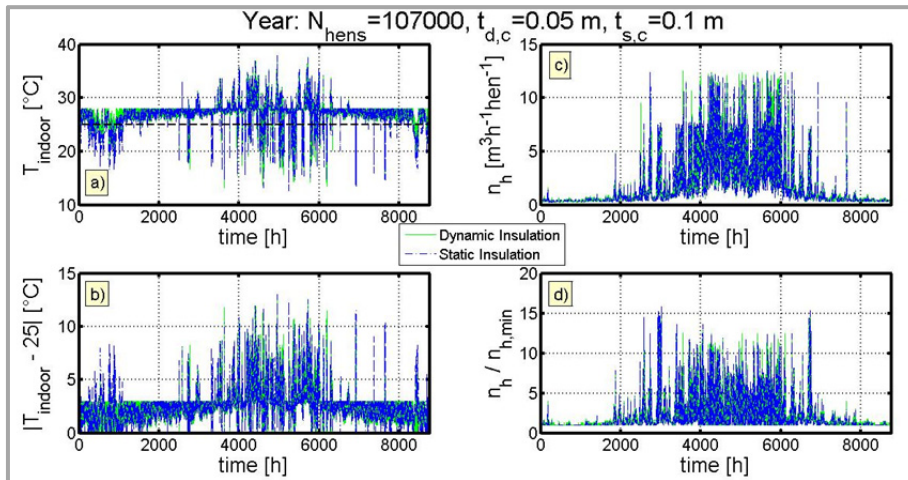 Year: N_hens=107000, t_d,c=0.05 m, t_s,c=0.1 m
T_indoor [°C]
40
30
20
10
a)
0 2000 4000 6000 8000
time [h]
n_h [m³h⁻¹hen⁻¹]
15
10
5
0
c)
0 2000 4000 6000 8000
time [h]
Dynamic Insulation
Static Insulation
|T_indoor - 25| [°C]
15
10
5
0
b)
0 2000 4000 6000 8000
time [h]
n_h / n_h,min
20
15
10
5
0
d)
0 2000 4000 6000 8000
time [h]